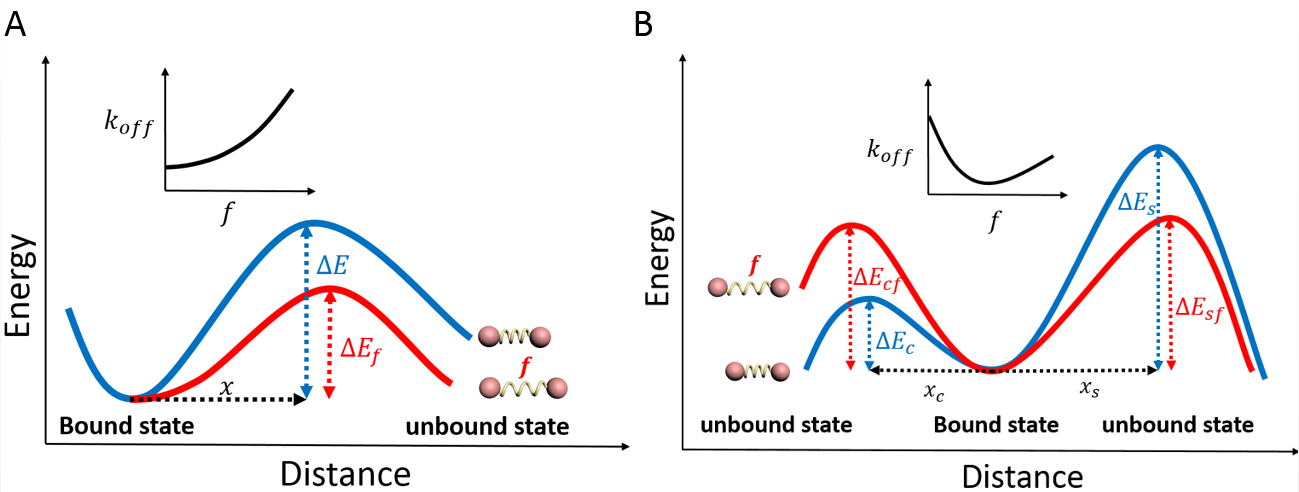 A
k_off
f
Energy
ΔE
ΔE_f
f
x
Bound state
unbound state
Distance
B
k_off
f
Energy
ΔE_s
f
ΔE_cf
ΔE_sf
ΔE_c
x_c
x_s
unbound state
Bound state
unbound state
Distance